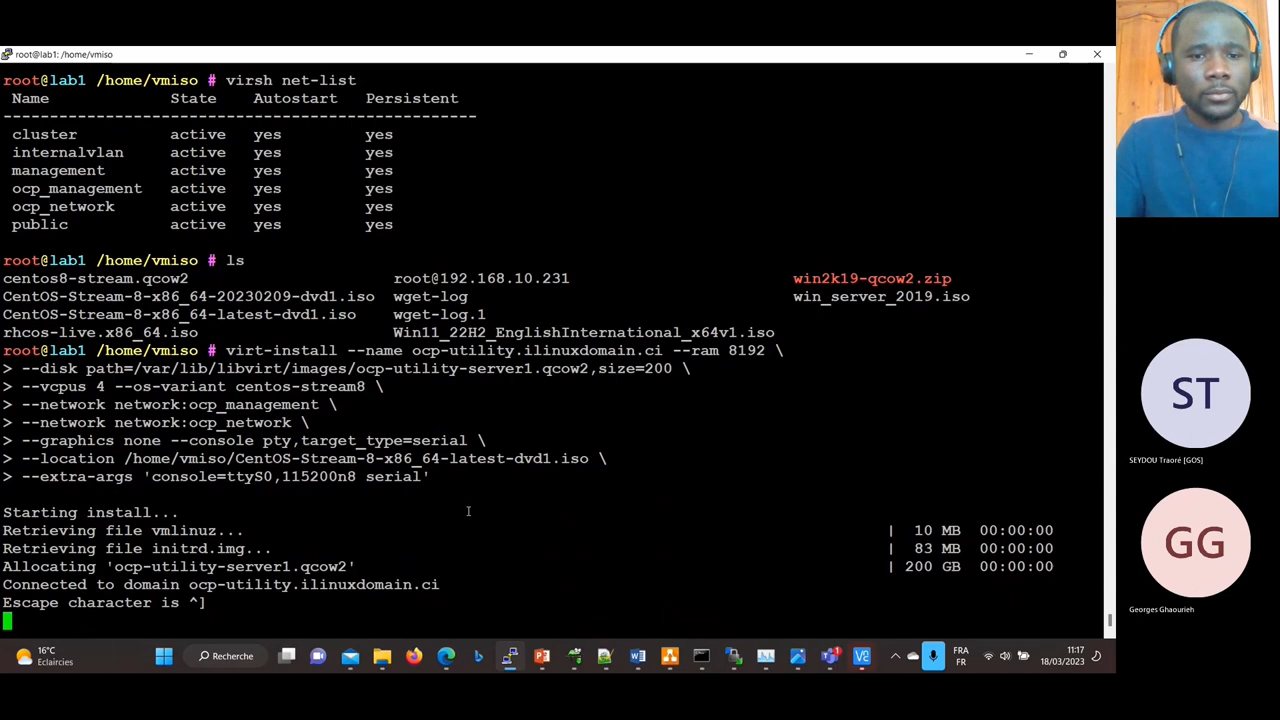 root@lab1: /home/vmiso
root@lab1 /home/vmiso # virsh net-list
Name State Autostart Persistent
----------------------------------------------------
cluster active yes yes
internalvlan active yes yes
management active yes yes
ocp_management active yes yes
ocp_network active yes yes
public active yes yes
root@lab1 /home/vmiso # ls
centos8-stream.qcow2 root@192.168.10.231 win2k19-qcow2.zip
CentOS-Stream-8-x86_64-20230209-dvd1.iso wget-log win_server_2019.iso
CentOS-Stream-8-x86_64-latest-dvd1.iso wget-log.1
rhcos-live.x86_64.iso Win11_22H2_EnglishInternational_x64v1.iso
root@lab1 /home/vmiso # virt-install --name ocp-utility.ilinuxdomain.ci --ram 8192 \
> --disk path=/var/lib/libvirt/images/ocp-utility-server1.qcow2,size=200 \
> --vcpus 4 --os-variant centos-stream8 \
> --network network:ocp_management \
> --network network:ocp_network \
> --graphics none --console pty,target_type=serial \
> --location /home/vmiso/CentOS-Stream-8-x86_64-latest-dvd1.iso \
> --extra-args 'console=ttyS0,115200n8 serial'
Starting install...
Retrieving file vmlinuz... | 10 MB 00:00:00
Retrieving file initrd.img... | 83 MB 00:00:00
Allocating 'ocp-utility-server1.qcow2' | 200 GB 00:00:00
Connected to domain ocp-utility.ilinuxdomain.ci
Escape character is ^]
ST
SEYDOU Traoré [GOS]
GG
Georges Ghaourieh
16°C
Eclaircies
Recherche
FRA
FR
11:17
18/03/2023